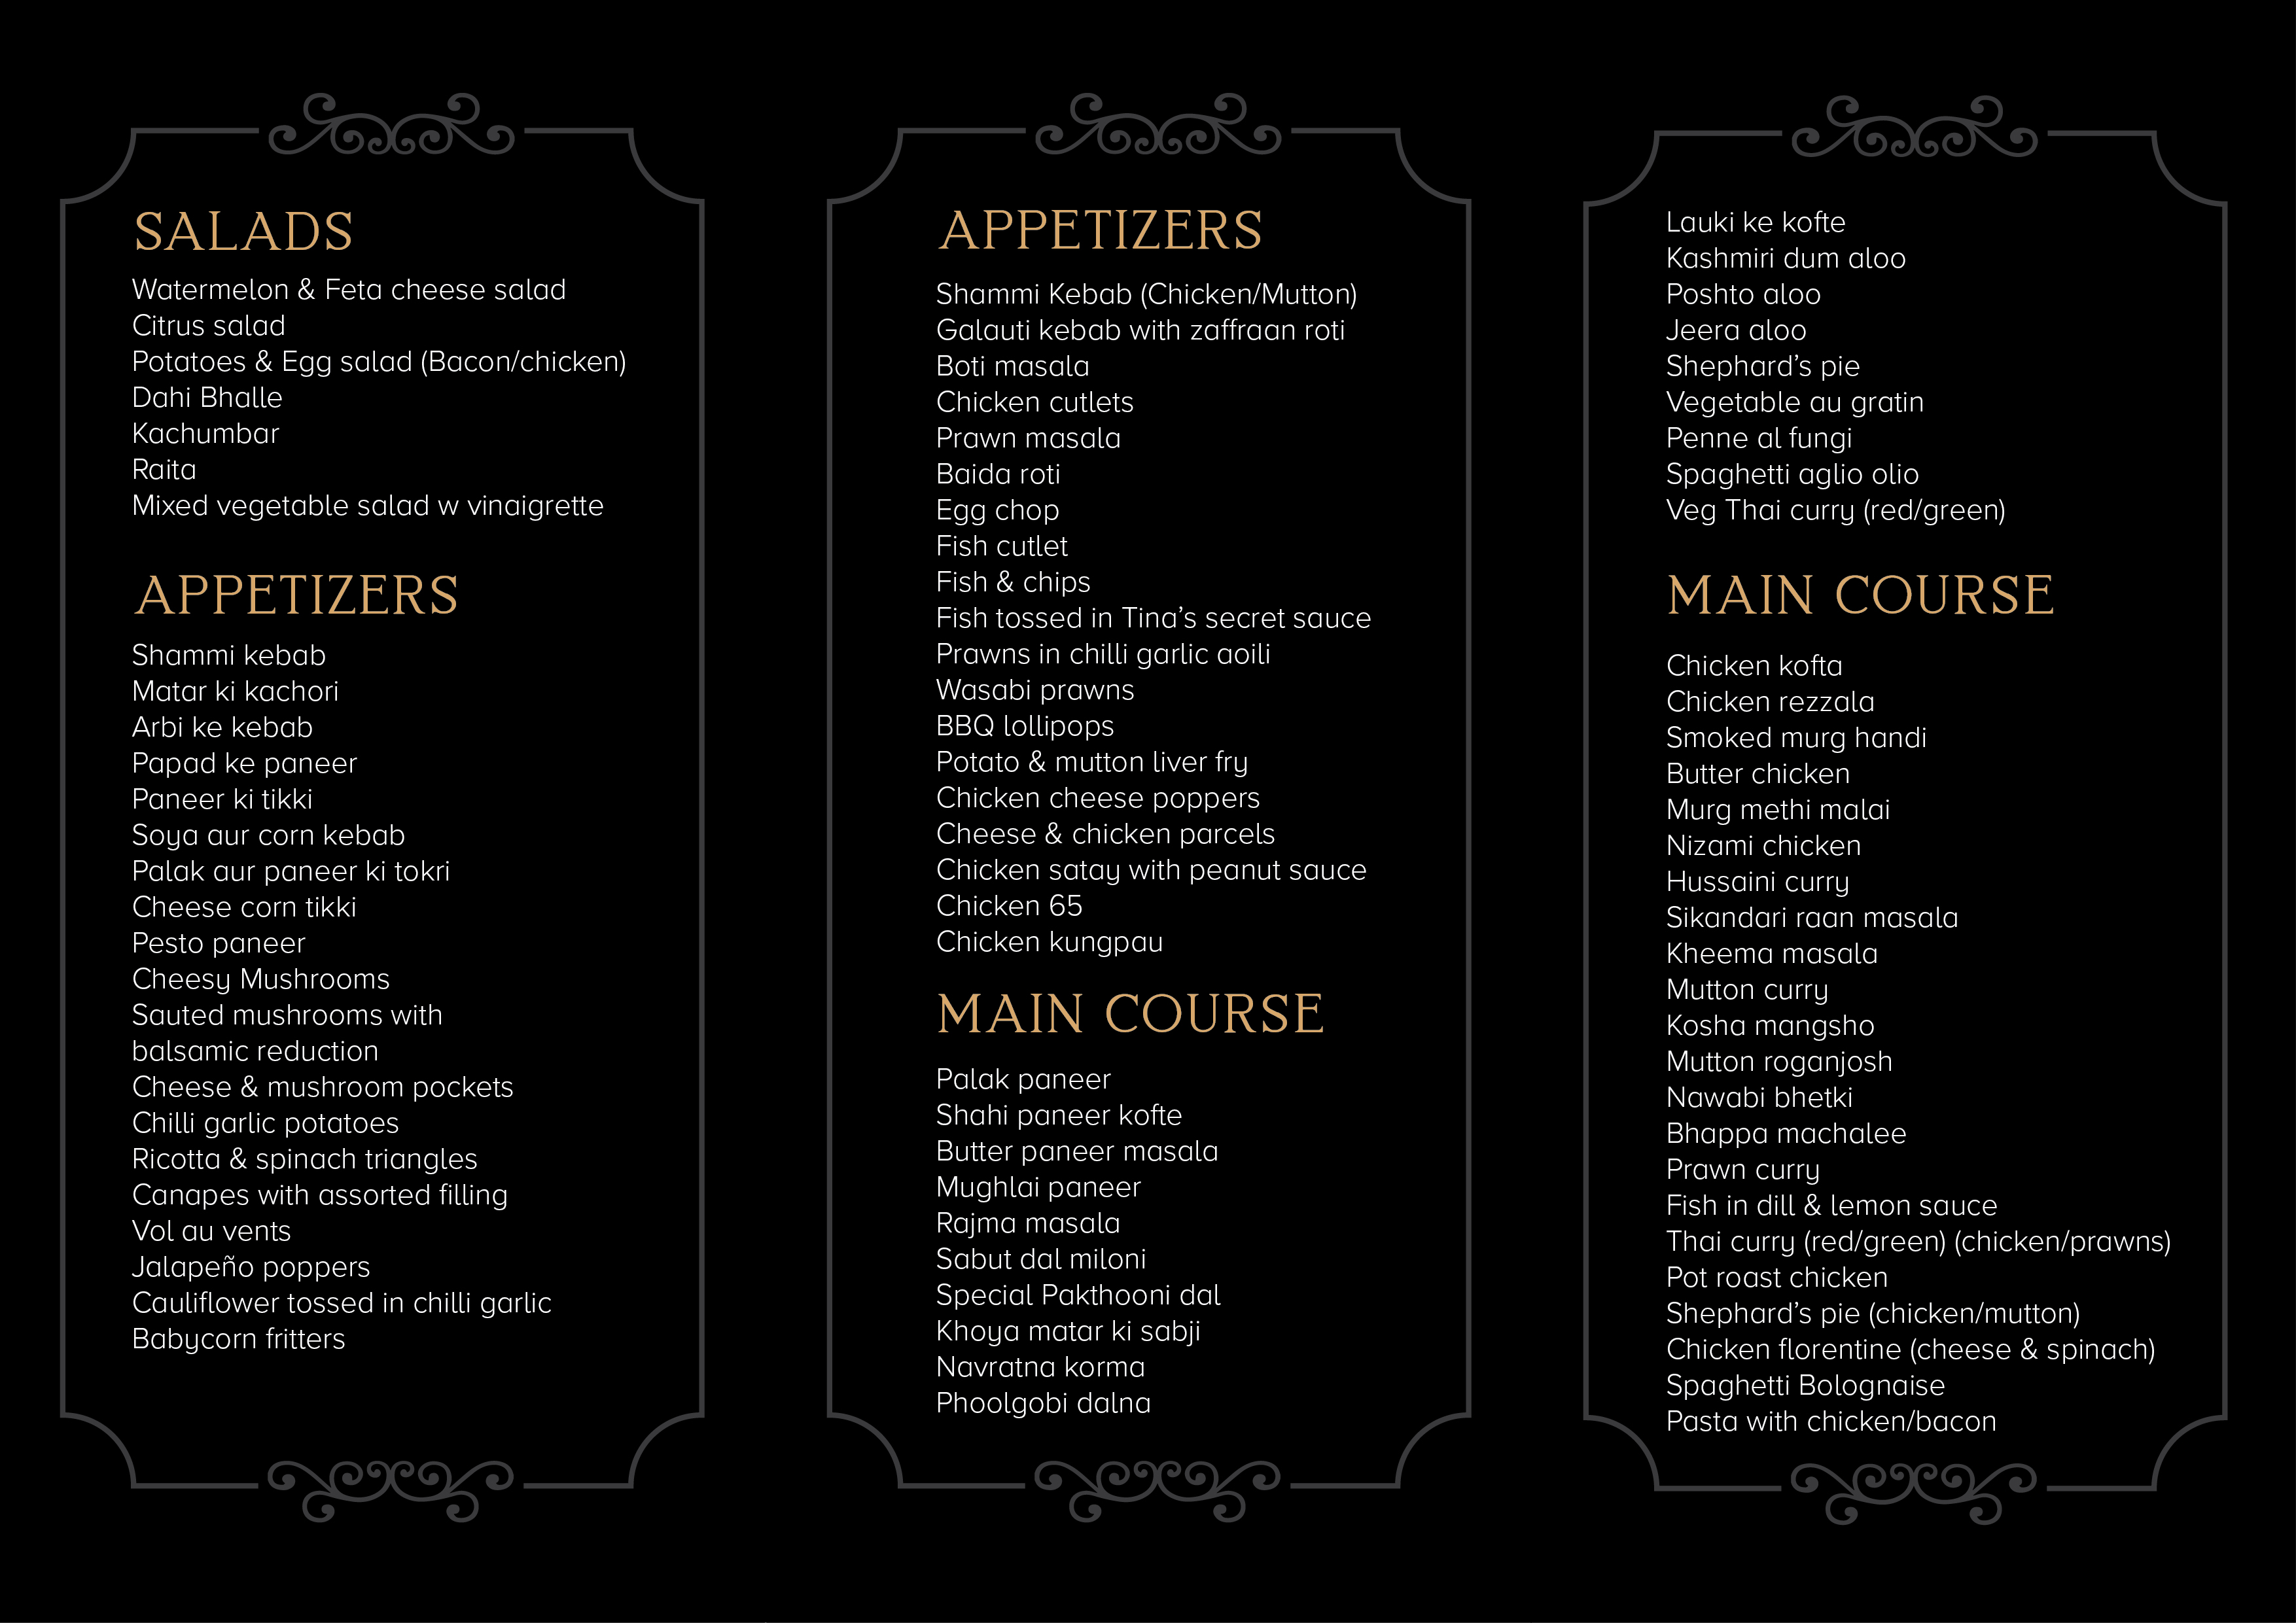 SALADS
Watermelon & Feta cheese salad
Citrus salad
Potatoes & Egg salad (Bacon/chicken)
Dahi Bhalle
Kachumbar
Raita
Mixed vegetable salad w vinaigrette
APPETIZERS
Shammi kebab
Matar ki kachori
Arbi ke kebab
Papad ke paneer
Paneer ki tikki
Soya aur corn kebab
Palak aur paneer ki tokri
Cheese corn tikki
Pesto paneer
Cheesy Mushrooms
Sauted mushrooms with
balsamic reduction
Cheese & mushroom pockets
Chilli garlic potatoes
Ricotta & spinach triangles
Canapes with assorted filling
Vol au vents
Jalapeño poppers
Cauliflower tossed in chilli garlic
Babycorn fritters
APPETIZERS
Shammi Kebab (Chicken/Mutton)
Galauti kebab with zaffraan roti
Boti masala
Chicken cutlets
Prawn masala
Baida roti
Egg chop
Fish cutlet
Fish & chips
Fish tossed in Tina’s secret sauce
Prawns in chilli garlic aoili
Wasabi prawns
BBQ lollipops
Potato & mutton liver fry
Chicken cheese poppers
Cheese & chicken parcels
Chicken satay with peanut sauce
Chicken 65
Chicken kungpau
MAIN COURSE
Palak paneer
Shahi paneer kofte
Butter paneer masala
Mughlai paneer
Rajma masala
Sabut dal miloni
Special Pakthooni dal
Khoya matar ki sabji
Navratna korma
Phoolgobi dalna
Lauki ke kofte
Kashmiri dum aloo
Poshto aloo
Jeera aloo
Shephard’s pie
Vegetable au gratin
Penne al fungi
Spaghetti aglio olio
Veg Thai curry (red/green)
MAIN COURSE
Chicken kofta
Chicken rezzala
Smoked murg handi
Butter chicken
Murg methi malai
Nizami chicken
Hussaini curry
Sikandari raan masala
Kheema masala
Mutton curry
Kosha mangsho
Mutton roganjosh
Nawabi bhetki
Bhappa machalee
Prawn curry
Fish in dill & lemon sauce
Thai curry (red/green) (chicken/prawns)
Pot roast chicken
Shephard’s pie (chicken/mutton)
Chicken florentine (cheese & spinach)
Spaghetti Bolognaise
Pasta with chicken/bacon